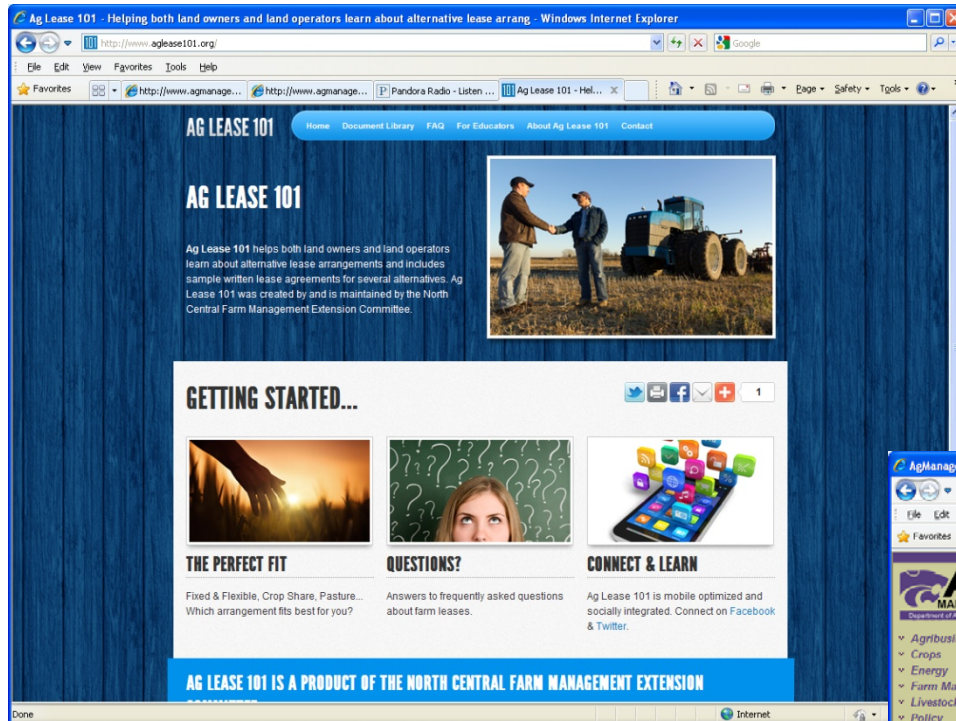 Ag Lease 101 - Helping both land owners and land operators learn about alternative lease arrang - Windows Internet Explorer
http://www.aglease101.org/
Google
File Edit View Favorites Tools Help
Favorites
http://www.agmanage...
http://www.agmanage...
Pandora Radio - Listen ...
101 Ag Lease 101 - Hel...
Page Safety Tools
AG LEASE 101
Home Document Library FAQ For Educators About Ag Lease 101 Contact
AG LEASE 101
Ag Lease 101 helps both land owners and land operators
learn about alternative lease arrangements and includes
sample written lease agreements for several alternatives. Ag
Lease 101 was created by and is maintained by the North
Central Farm Management Extension Committee.
GETTING STARTED...
1
THE PERFECT FIT
Fixed & Flexible, Crop Share, Pasture...
Which arrangement fits best for you?
QUESTIONS?
Answers to frequently asked questions
about farm leases.
CONNECT & LEARN
Ag Lease 101 is mobile optimized and
socially integrated. Connect on Facebook
& Twitter.
AG LEASE 101 IS A PRODUCT OF THE NORTH CENTRAL FARM MANAGEMENT EXTENSION
Done
Internet
AgManag
File Edit
Favorites
Agribusi
Crops
Energy
Farm Ma
Livestock
Policy